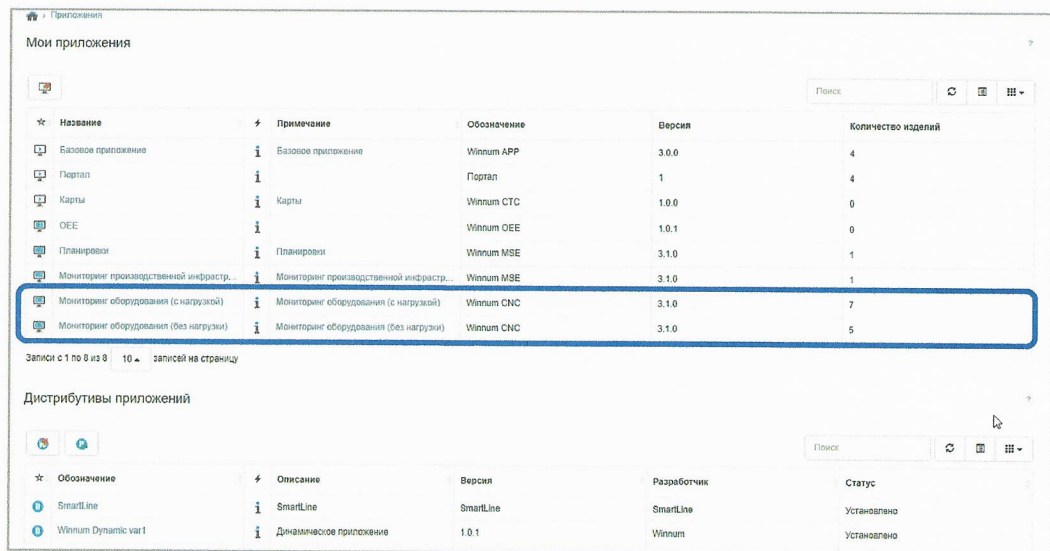 Приложения
Мои приложения
?
Поиск
Название Примечание Обозначение Версия Количество изделий
Базовое приложение i Базовое приложение Winnum APP 3.0.0 4
Портал i Портал 1 4
Карты i Карты Winnum CTC 1.0.0 0
OEE i Winnum OEE 1.0.1 0
Планировки i Планировки Winnum MSE 3.1.0 1
Мониторинг производственной инфрастр... i Мониторинг производственной инфрастр... Winnum MSE 3.1.0 1
Мониторинг оборудования (с нагрузкой) i Мониторинг оборудования (с нагрузкой) Winnum CNC 3.1.0 7
Мониторинг оборудования (без нагрузки) i Мониторинг оборудования (без нагрузки) Winnum CNC 3.1.0 5
Записи с 1 по 8 из 8 10 записей на страницу
Дистрибутивы приложений
?
Поиск
Обозначение Описание Версия Разработчик Статус
SmartLine i SmartLine SmartLine SmartLine Установлено
Winnum Dynamic var1 i Динамическое приложение 1.0.1 Winnum Установлено